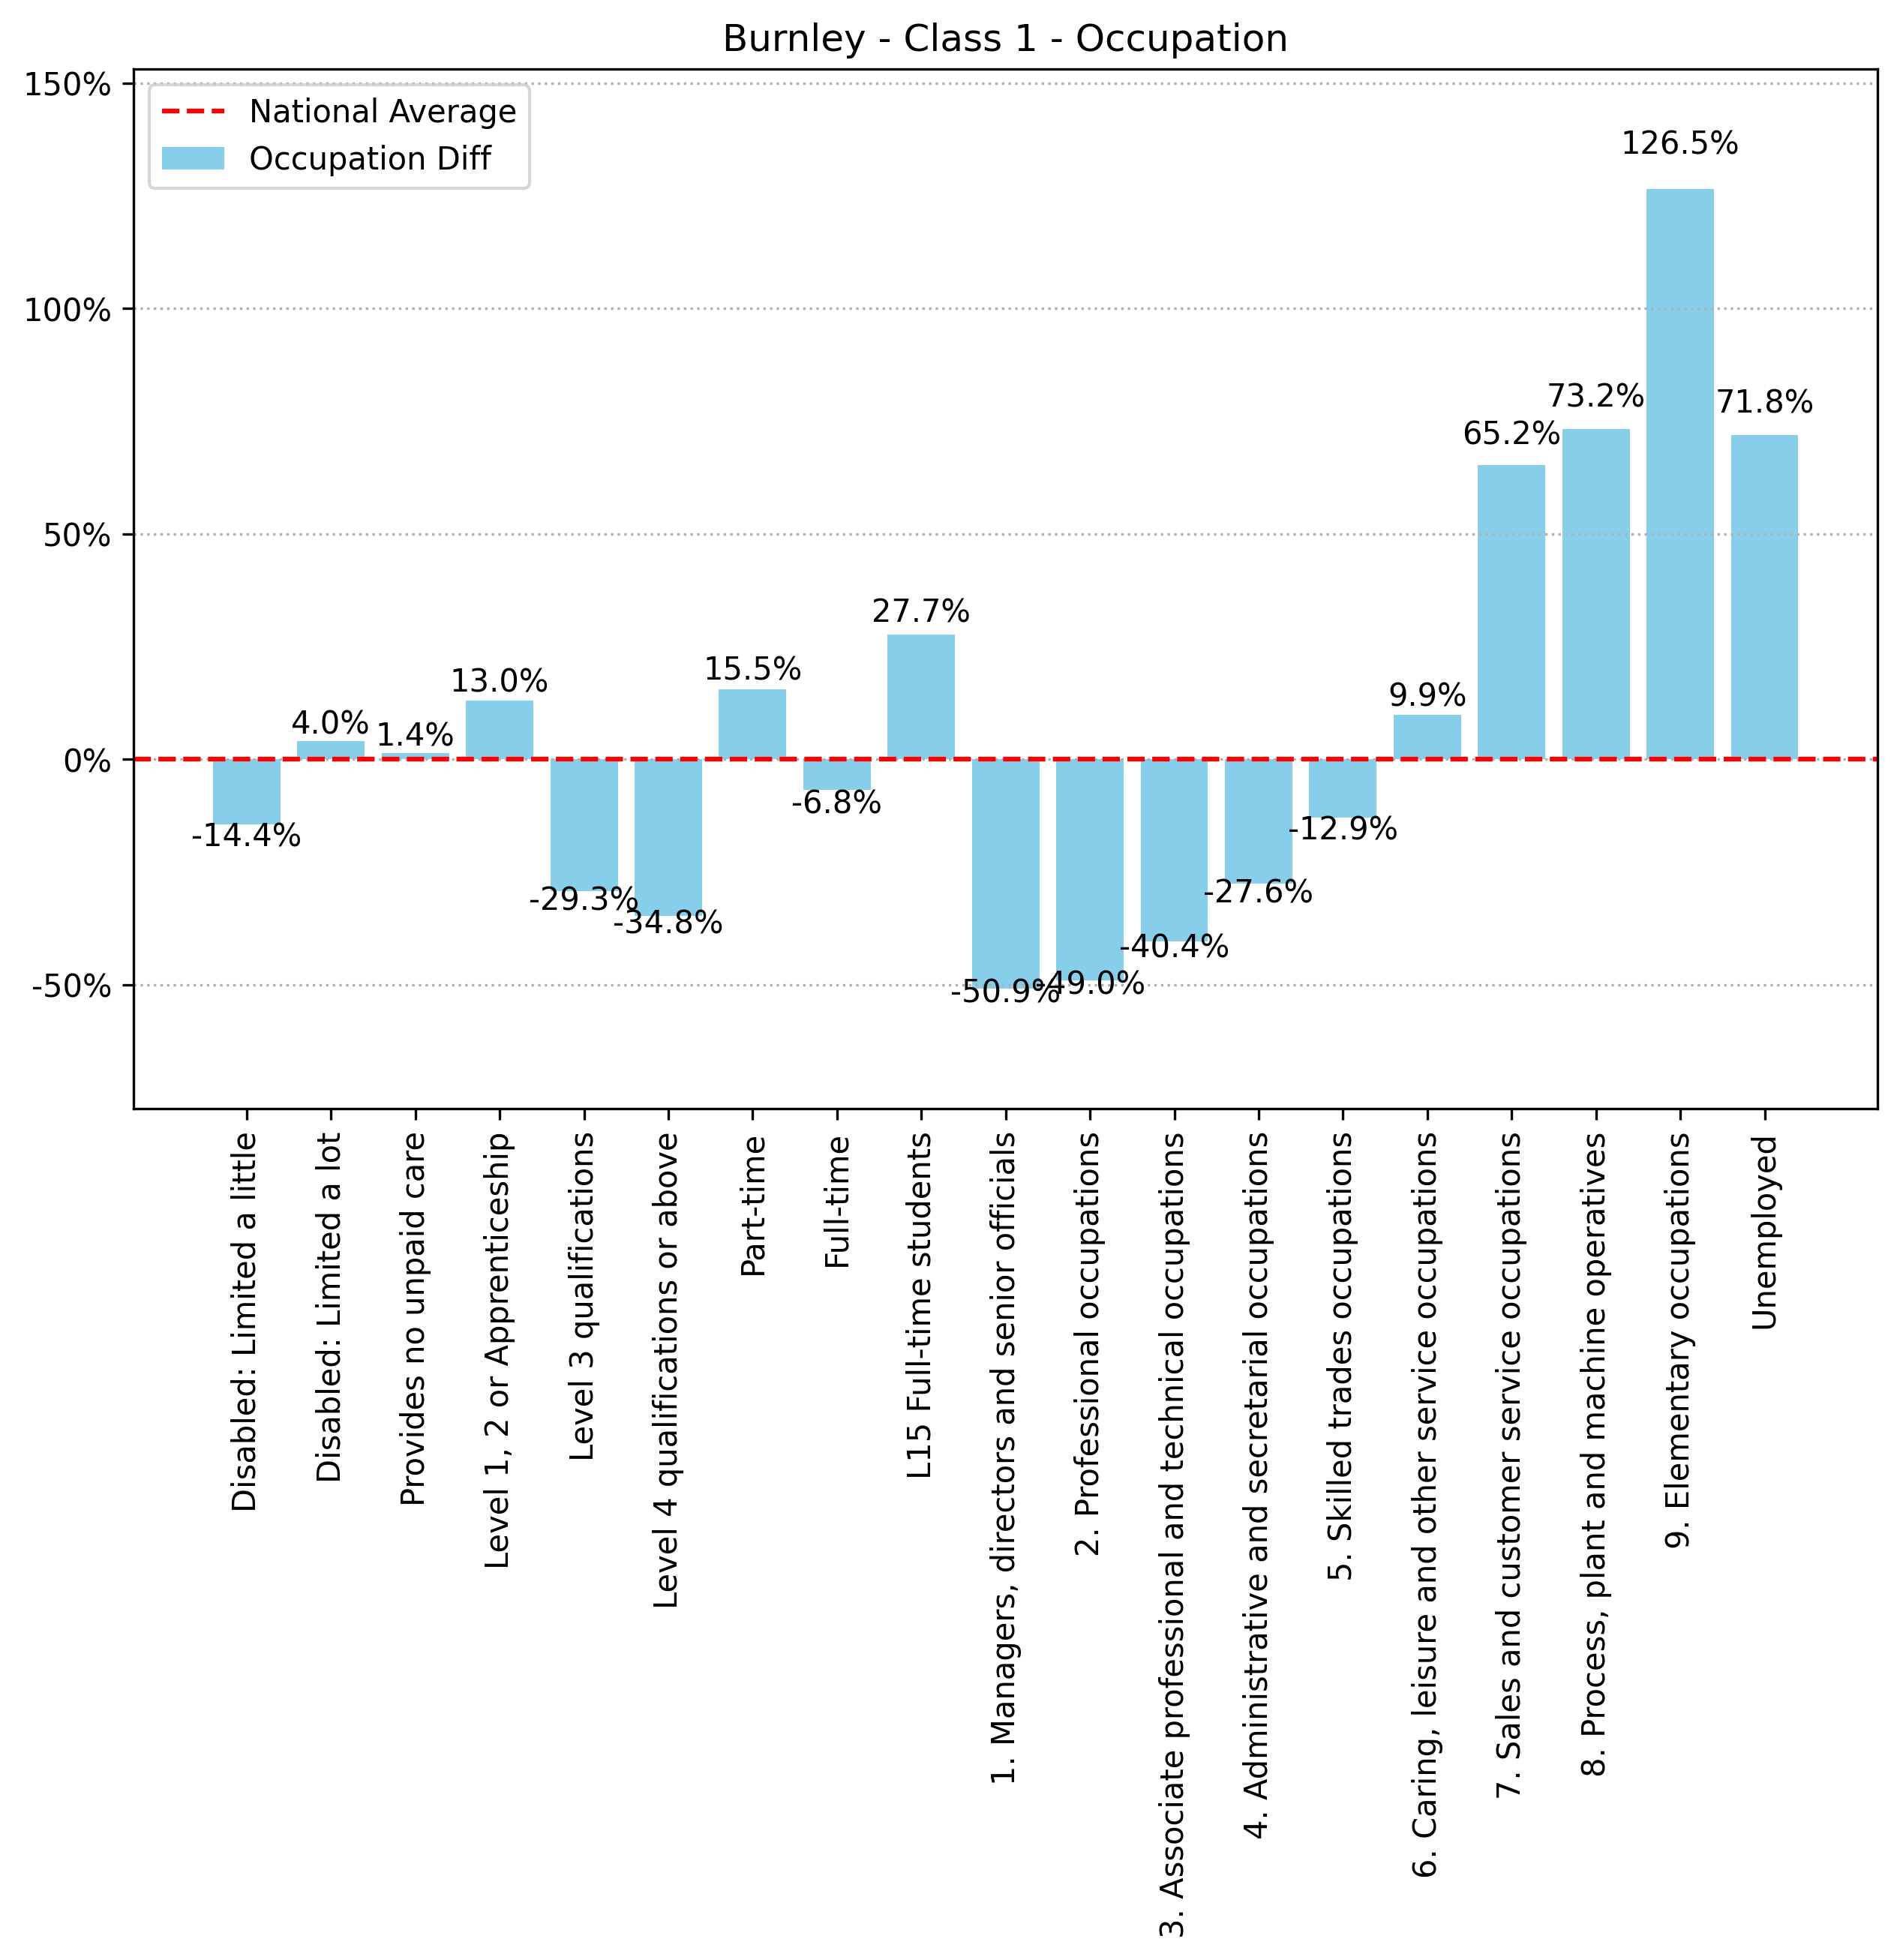 Burnley - Class 1 - Occupation
National Average
Occupation Diff
150%
100%
50%
0%
-50%
-14.4%
4.0%
1.4%
13.0%
-29.3%
-34.8%
15.5%
-6.8%
27.7%
-50.9%
-49.0%
-40.4%
-27.6%
-12.9%
9.9%
65.2%
73.2%
126.5%
71.8%
Disabled: Limited a little
Disabled: Limited a lot
Provides no unpaid care
Level 1, 2 or Apprenticeship
Level 3 qualifications
Level 4 qualifications or above
Part-time
Full-time
L15 Full-time students
1. Managers, directors and senior officials
2. Professional occupations
3. Associate professional and technical occupations
4. Administrative and secretarial occupations
5. Skilled trades occupations
6. Caring, leisure and other service occupations
7. Sales and customer service occupations
8. Process, plant and machine operatives
9. Elementary occupations
Unemployed